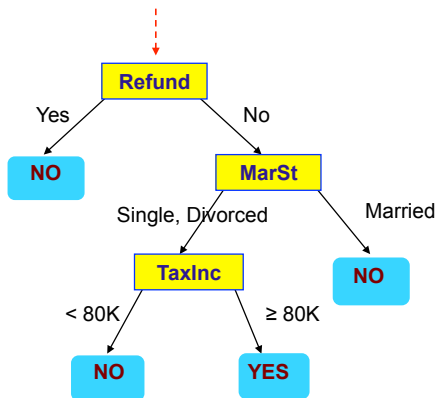 Refund
Yes
No
NO
MarSt
Single, Divorced
Married
TaxInc
NO
< 80K
≥ 80K
NO
YES